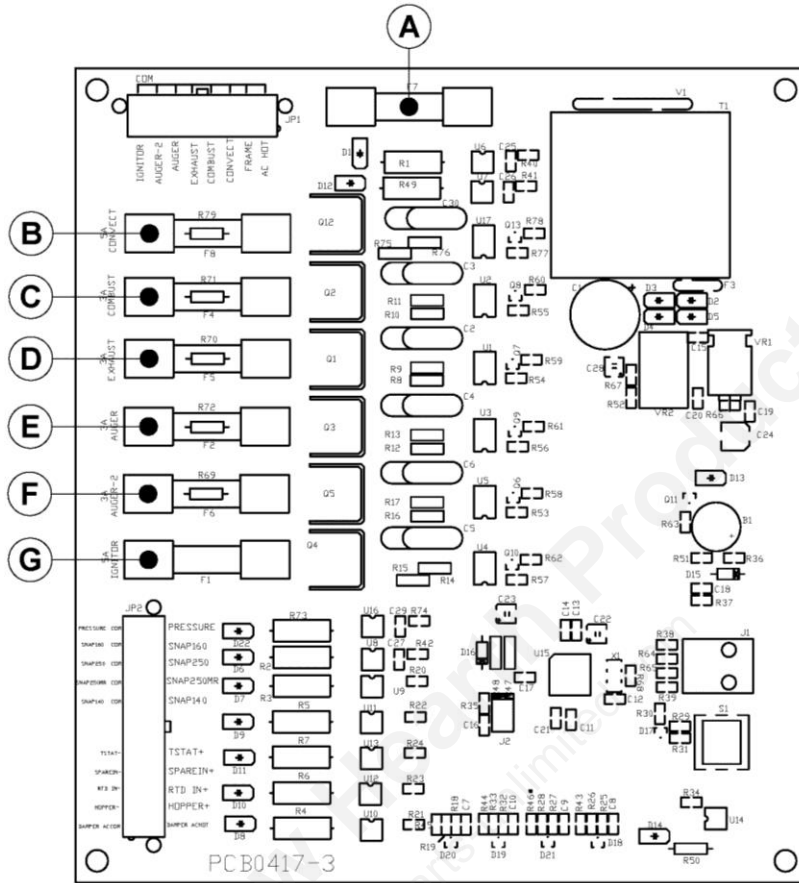 A
COM
F7
V1
T1
JP1
IGNITOR
AUGER-2
AUGER
EXHAUST
COMBUST
CONVECT
FRAME
AC HOT
D12
R1
R49
U6
U7
C25
R40
C26
R41
B
5A
CONVECT
R79
F8
Q12
C30
R75
R76
U17
Q13
R78
R77
C
3A
COMBUST
R71
F4
Q2
C3
R11
R10
U2
Q8
R60
R55
F3
D3
D2
D4
D5
D
3A
EXHAUST
R70
F5
Q1
C2
R9
R8
U1
Q7
R59
R54
C28
R67
R52
VR2
C15
VR1
C20
R66
C19
C24
E
3A
AUGER
R72
F2
Q3
C4
R13
R12
U3
Q9
R61
R56
F
3A
AUGER-2
R69
F6
Q5
C6
R17
R16
U5
Q6
R58
R53
D13
Q11
R63
B1
R51
R36
G
5A
IGNITOR
F1
Q4
C5
R15
R14
U4
Q10
R62
R57
D15
C18
R37
JP2
PRESSURE COM
PRESSURE
D22
R73
U16
C29
R74
C23
C14
C13
C22
SNAP160 COM
SNAP160
D6
R2
U8
C27
R42
D16
U15
X1
R38
R64
R65
R39
J1
SNAP250 COM
SNAP250
SNAP250MR COM
SNAP250MR
D7
R3
U9
R20
C17
R68
C12
SNAP140 COM
SNAP140
D9
R5
U11
R22
R35
C16
R48
R47
J2
C21
C11
R30
D17
R29
R31
S1
TSTAT-
TSTAT+
D11
R7
U13
R24
SPAREIN-
SPAREIN+
RTD IN-
RTD IN+
D10
R6
U12
R23
HOPPER-
HOPPER+
DAMPER ACCOM
DAMPER ACHOT
D8
R4
U10
R21
R18
C7
R19
D20
R44
R33
R32
C10
D19
R46
R28
R27
C9
D21
R43
R26
R25
C8
D18
R34
U14
D14
R50
PCB0417-3